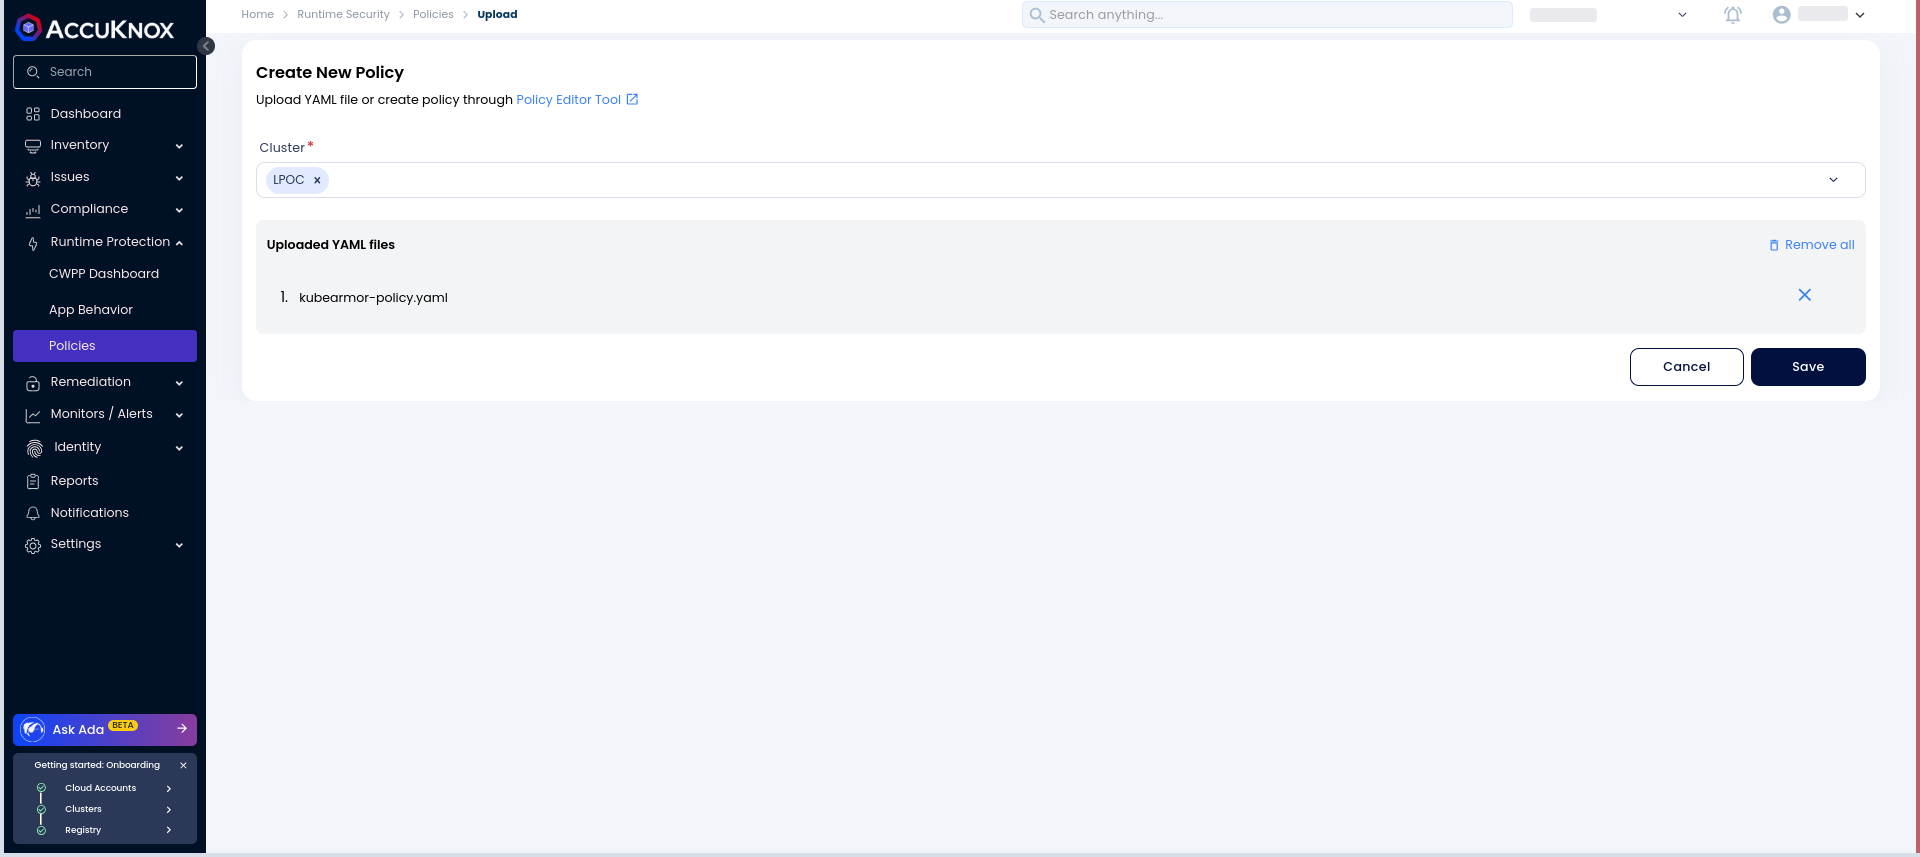 ACCUKNOX
Search
Dashboard
Inventory
Issues
Compliance
Runtime Protection
CWPP Dashboard
App Behavior
Policies
Remediation
Monitors / Alerts
Identity
Reports
Notifications
Settings
Ask Ada BETA
Getting started: Onboarding
Cloud Accounts
Clusters
Registry
Home > Runtime Security > Policies > Upload
Search anything...
Create New Policy
Upload YAML file or create policy through Policy Editor Tool
Cluster*
LPOC ×
Uploaded YAML files
Remove all
1. kubearmor-policy.yaml
Cancel
Save